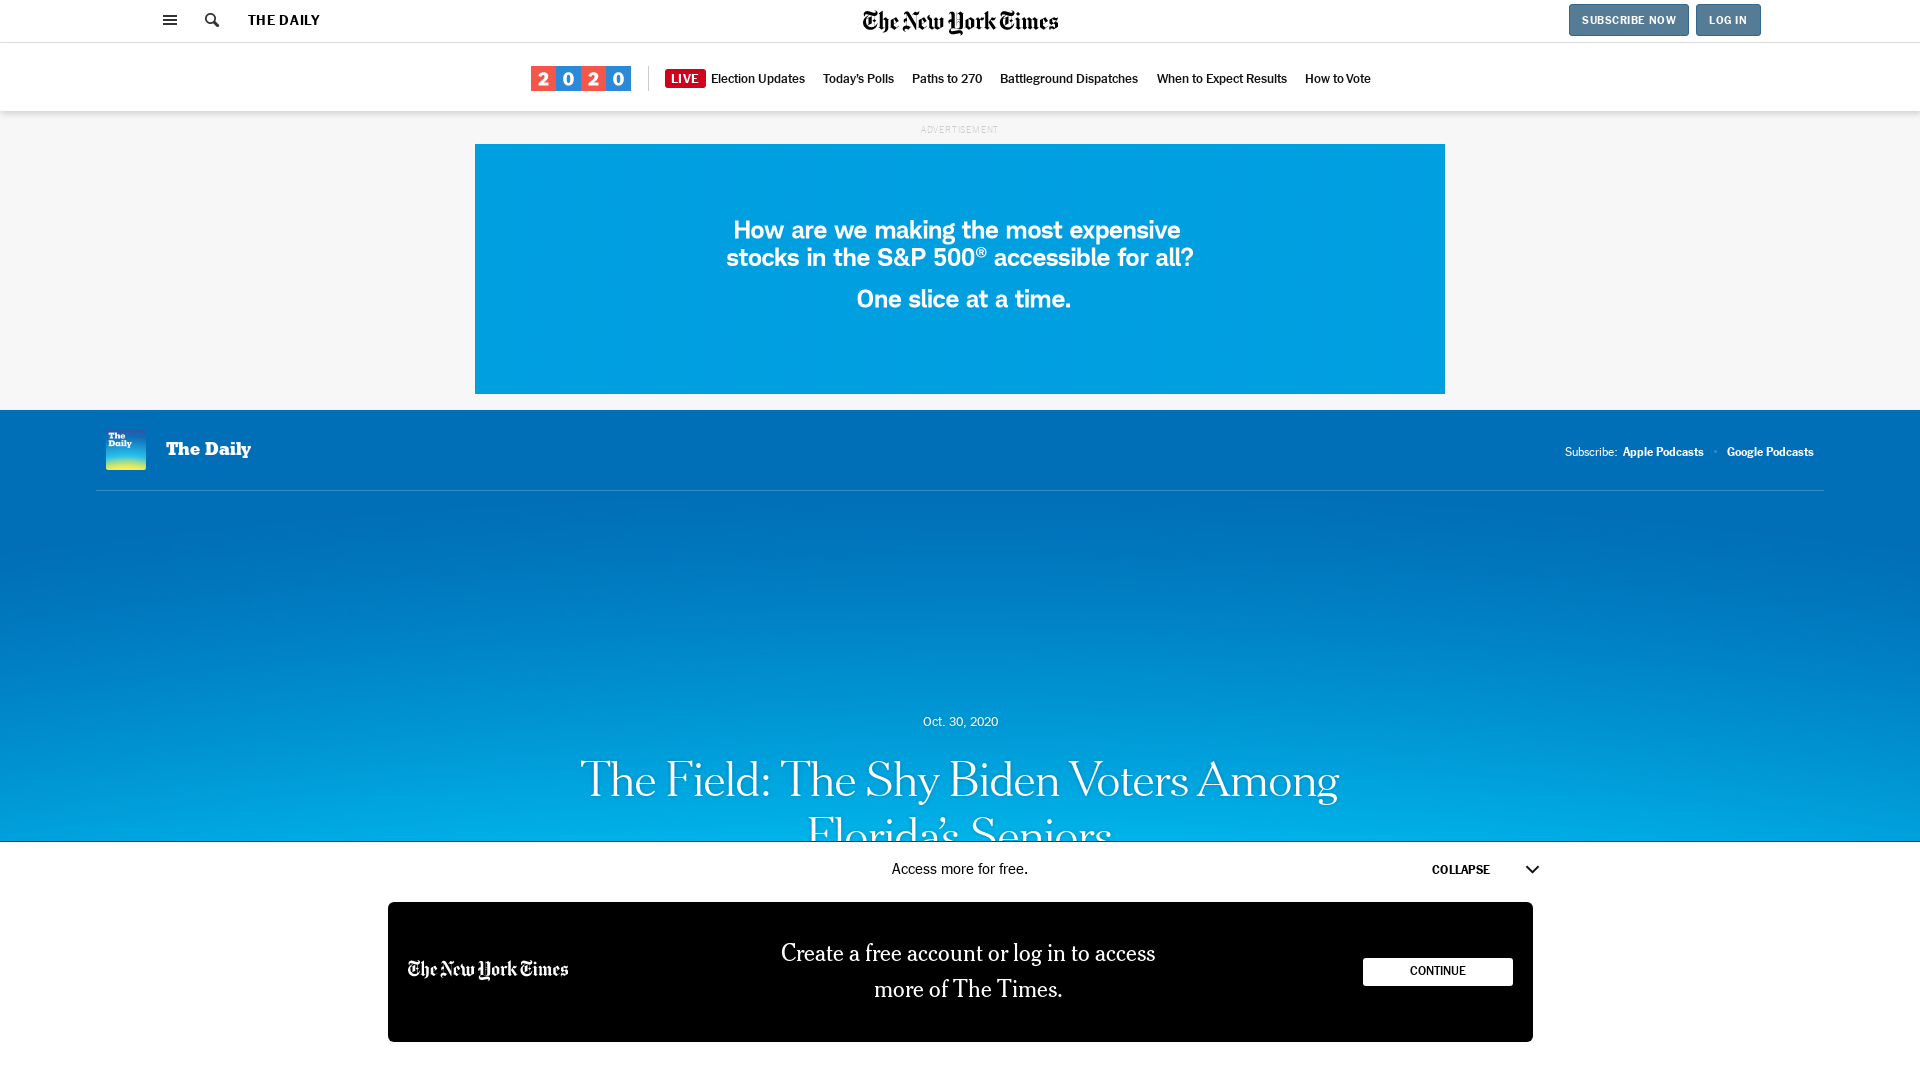 THE DAILY
The New York Times
SUBSCRIBE NOW
LOG IN
2020
LIVE Election Updates Today’s Polls Paths to 270 Battleground Dispatches When to Expect Results How to Vote
ADVERTISEMENT
How are we making the most expensive
stocks in the S&P 500® accessible for all?
One slice at a time.
The Daily
The Daily
Subscribe: Apple Podcasts • Google Podcasts
Oct. 30, 2020
The Field: The Shy Biden Voters Among
Florida’s Seniors
Access more for free.
COLLAPSE
The New York Times
Create a free account or log in to access
more of The Times.
CONTINUE